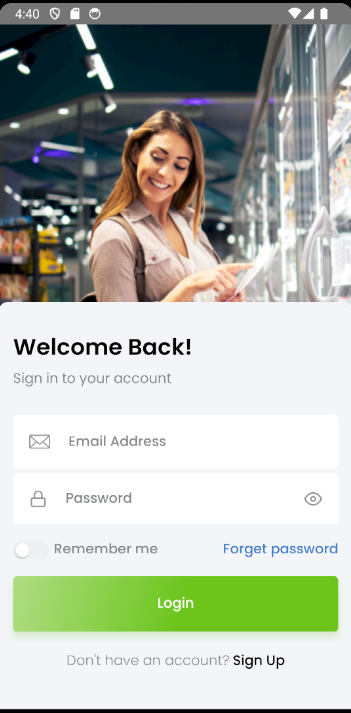 4:40
Welcome Back!
Sign in to your account
Email Address
Password
Remember me Forget password
Login
Don't have an account? Sign Up